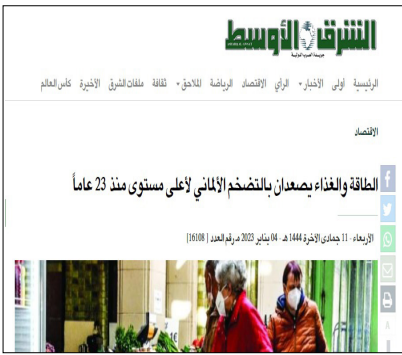 الشرق الأوسط
جريدة العرب الدولية
الرئيسية أولى الأخبار الرأي الاقتصاد الرياضة الملاحق ثقافة ملفات الشرق الأخيرة كأس العالم
الاقتصاد
الطاقة والغذاء يصعدان بالتضخم الألماني لأعلى مستوى منذ 23 عاماً
الأربعاء - 11 جمادى الآخرة 1444 هـ - 04 يناير 2023 مـ رقم العدد [16108]